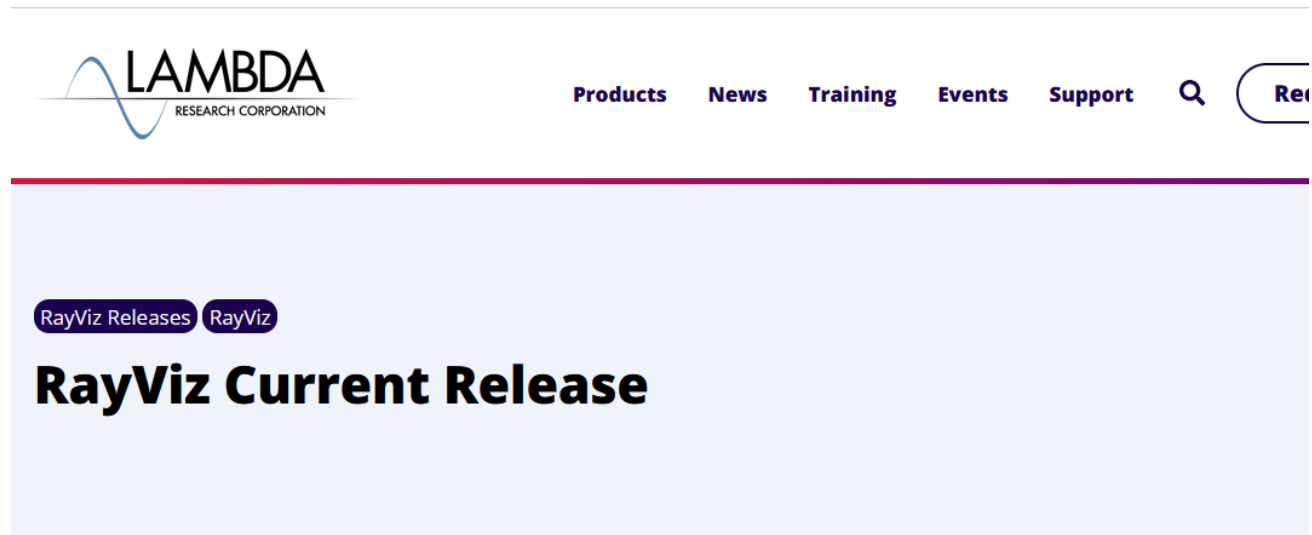 LAMBDA
RESEARCH CORPORATION
Products News Training Events Support
RayViz Releases RayViz
RayViz Current Release